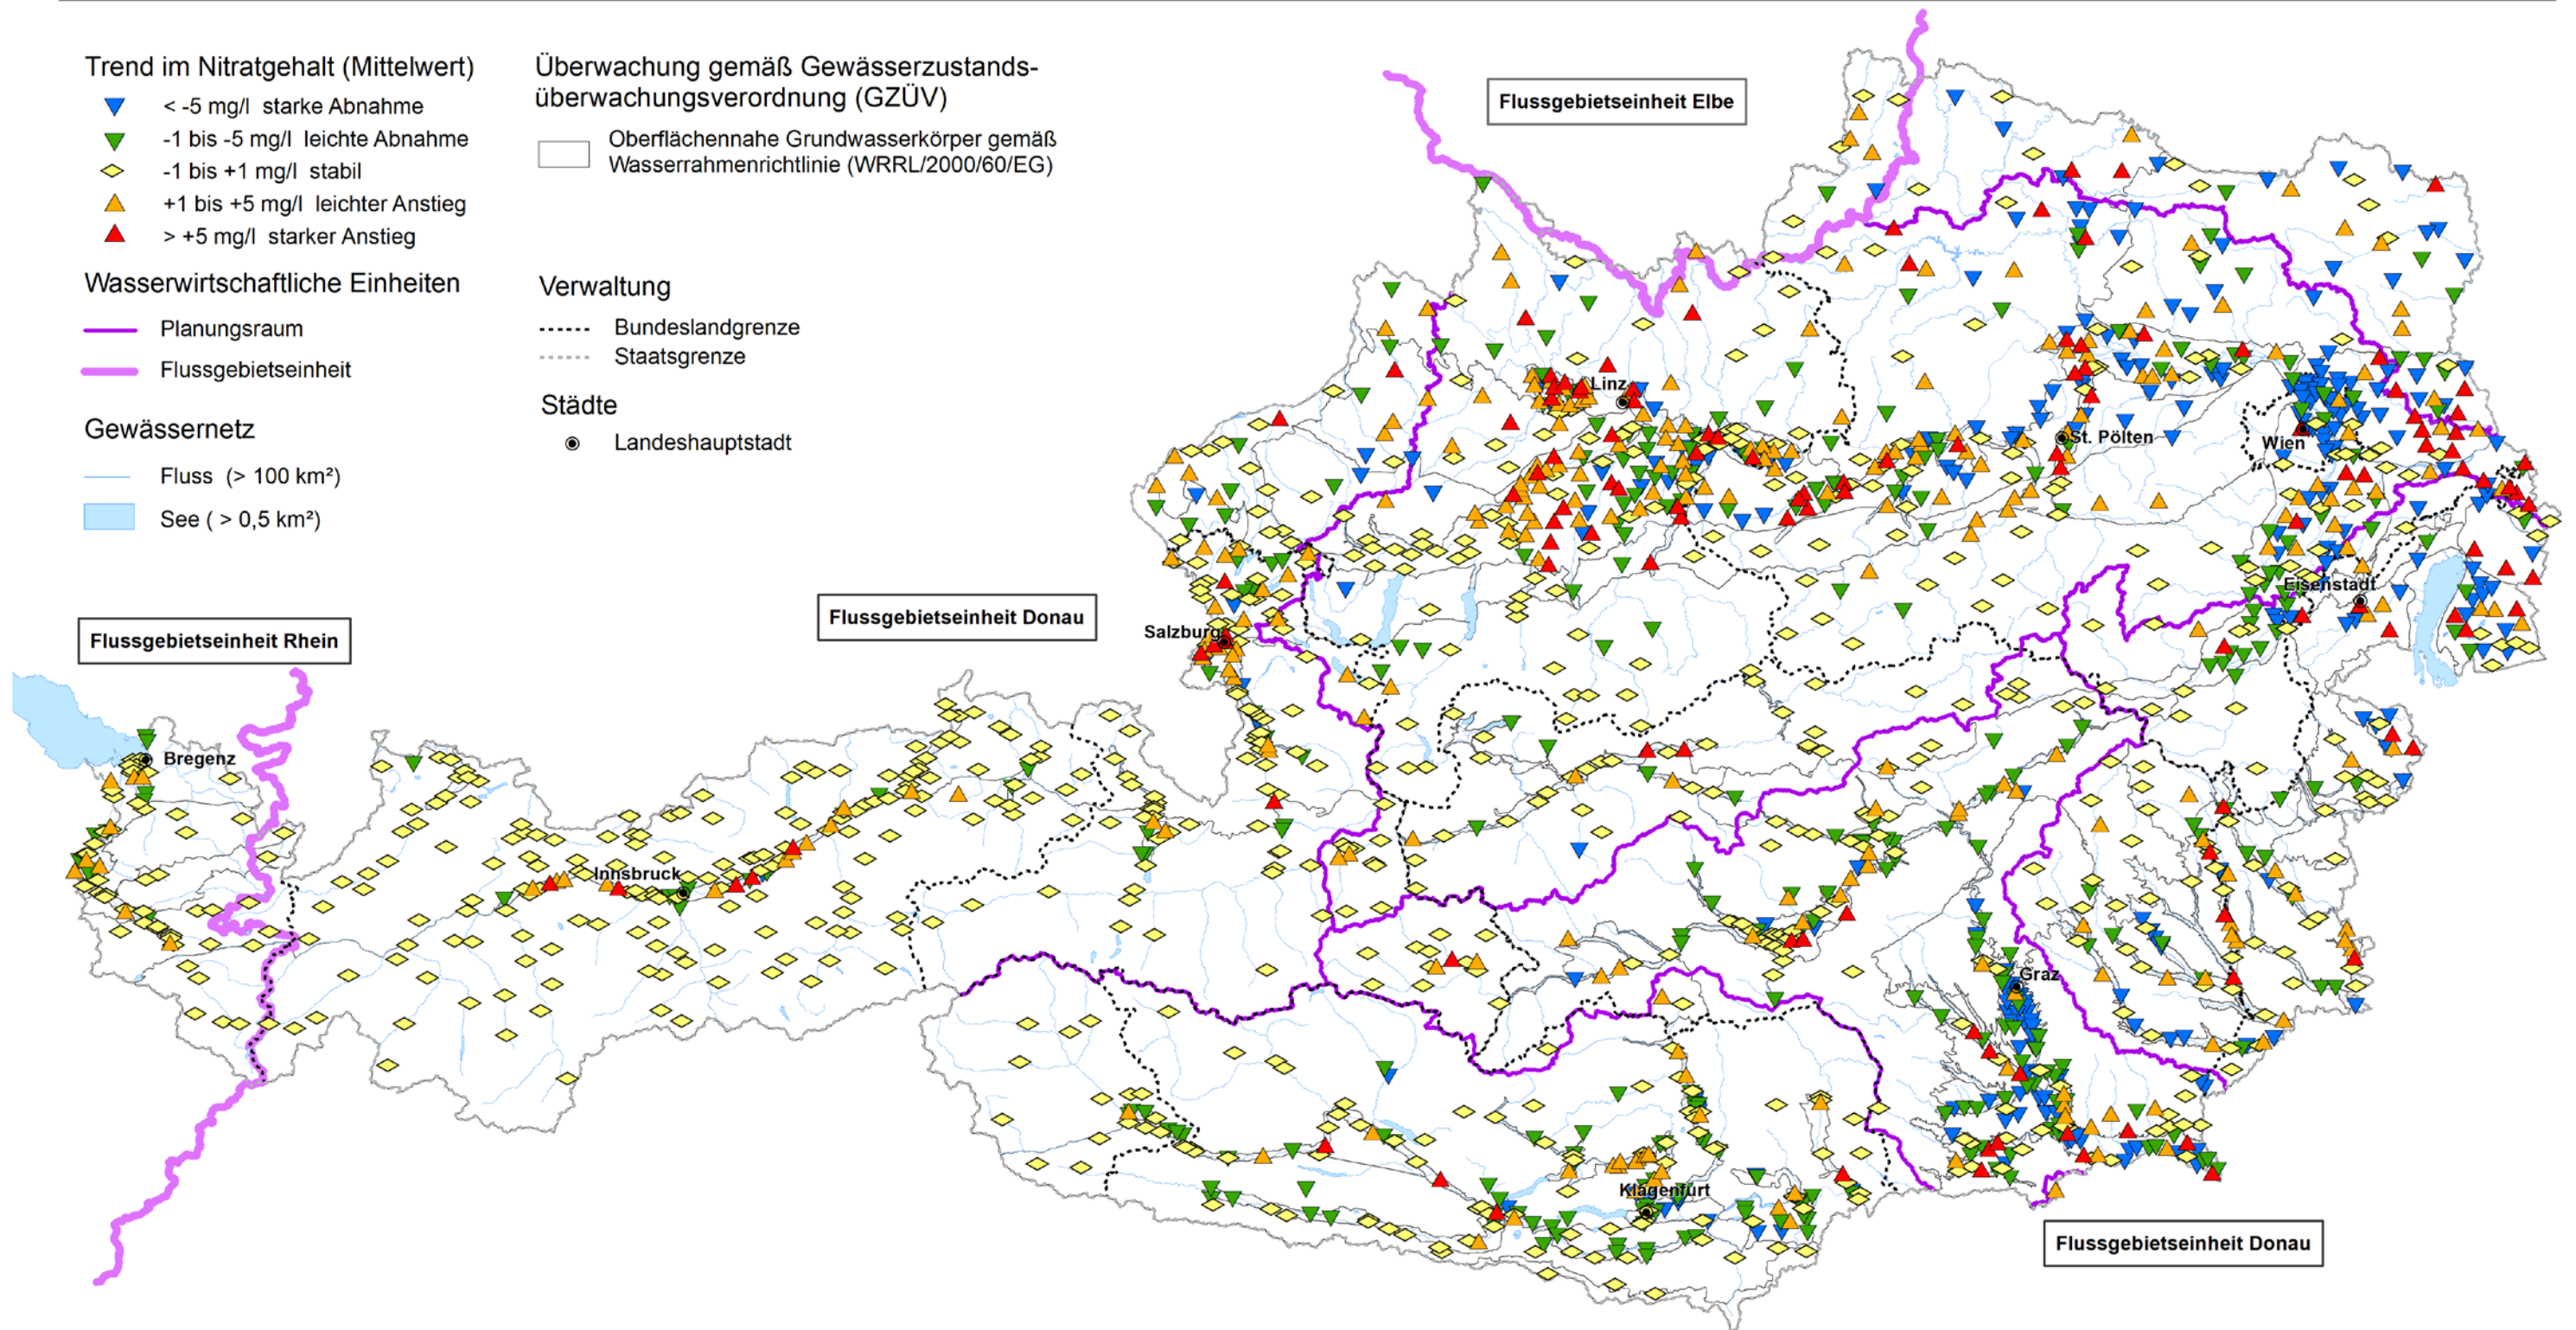 Trend im Nitratgehalt (Mittelwert)
< -5 mg/l starke Abnahme
-1 bis -5 mg/l leichte Abnahme
-1 bis +1 mg/l stabil
+1 bis +5 mg/l leichter Anstieg
> +5 mg/l starker Anstieg
Wasserwirtschaftliche Einheiten
Planungsraum
Flussgebietseinheit
Gewässernetz
Fluss (> 100 km²)
See ( > 0,5 km²)
Überwachung gemäß Gewässerzustands-
überwachungsverordnung (GZÜV)
Oberflächennahe Grundwasserkörper gemäß
Wasserrahmenrichtlinie (WRRL/2000/60/EG)
Verwaltung
Bundeslandgrenze
Staatsgrenze
Städte
Landeshauptstadt
Flussgebietseinheit Elbe
Flussgebietseinheit Donau
Flussgebietseinheit Rhein
Linz
St. Pölten
Wien
Eisenstadt
Salzburg
Bregenz
Innsbruck
Graz
Klagenfurt
Flussgebietseinheit Donau